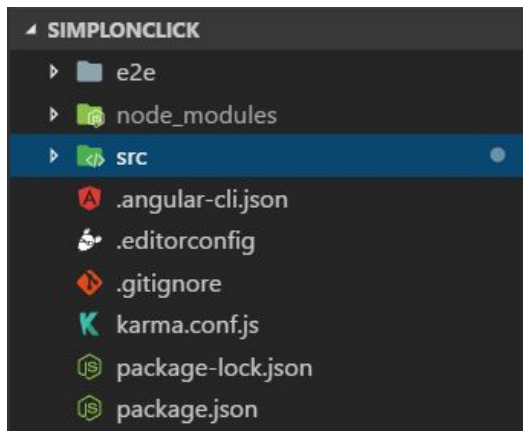 SIMPLONCLICK
e2e
node_modules
src
.angular-cli.json
.editorconfig
.gitignore
karma.conf.js
package-lock.json
package.json